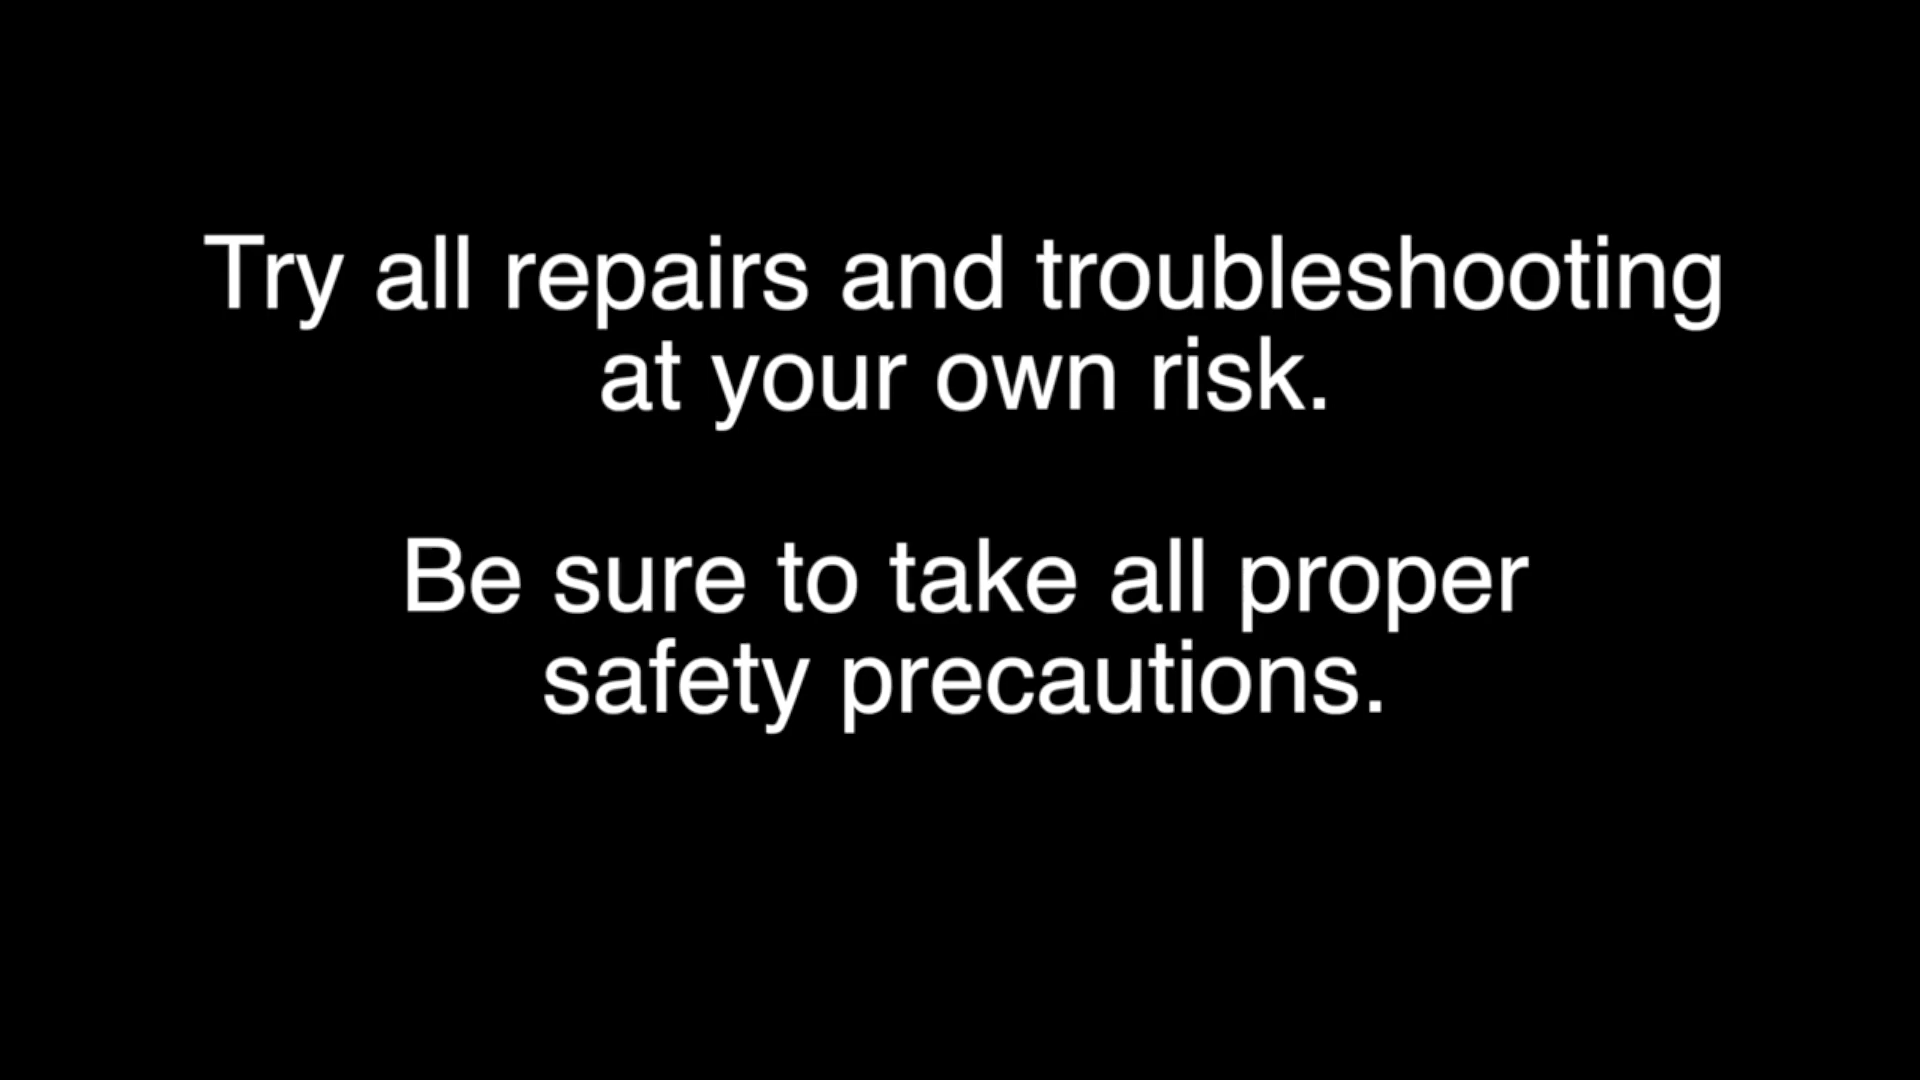 Try all repairs and troubleshooting
at your own risk.
Be sure to take all proper
safety precautions.